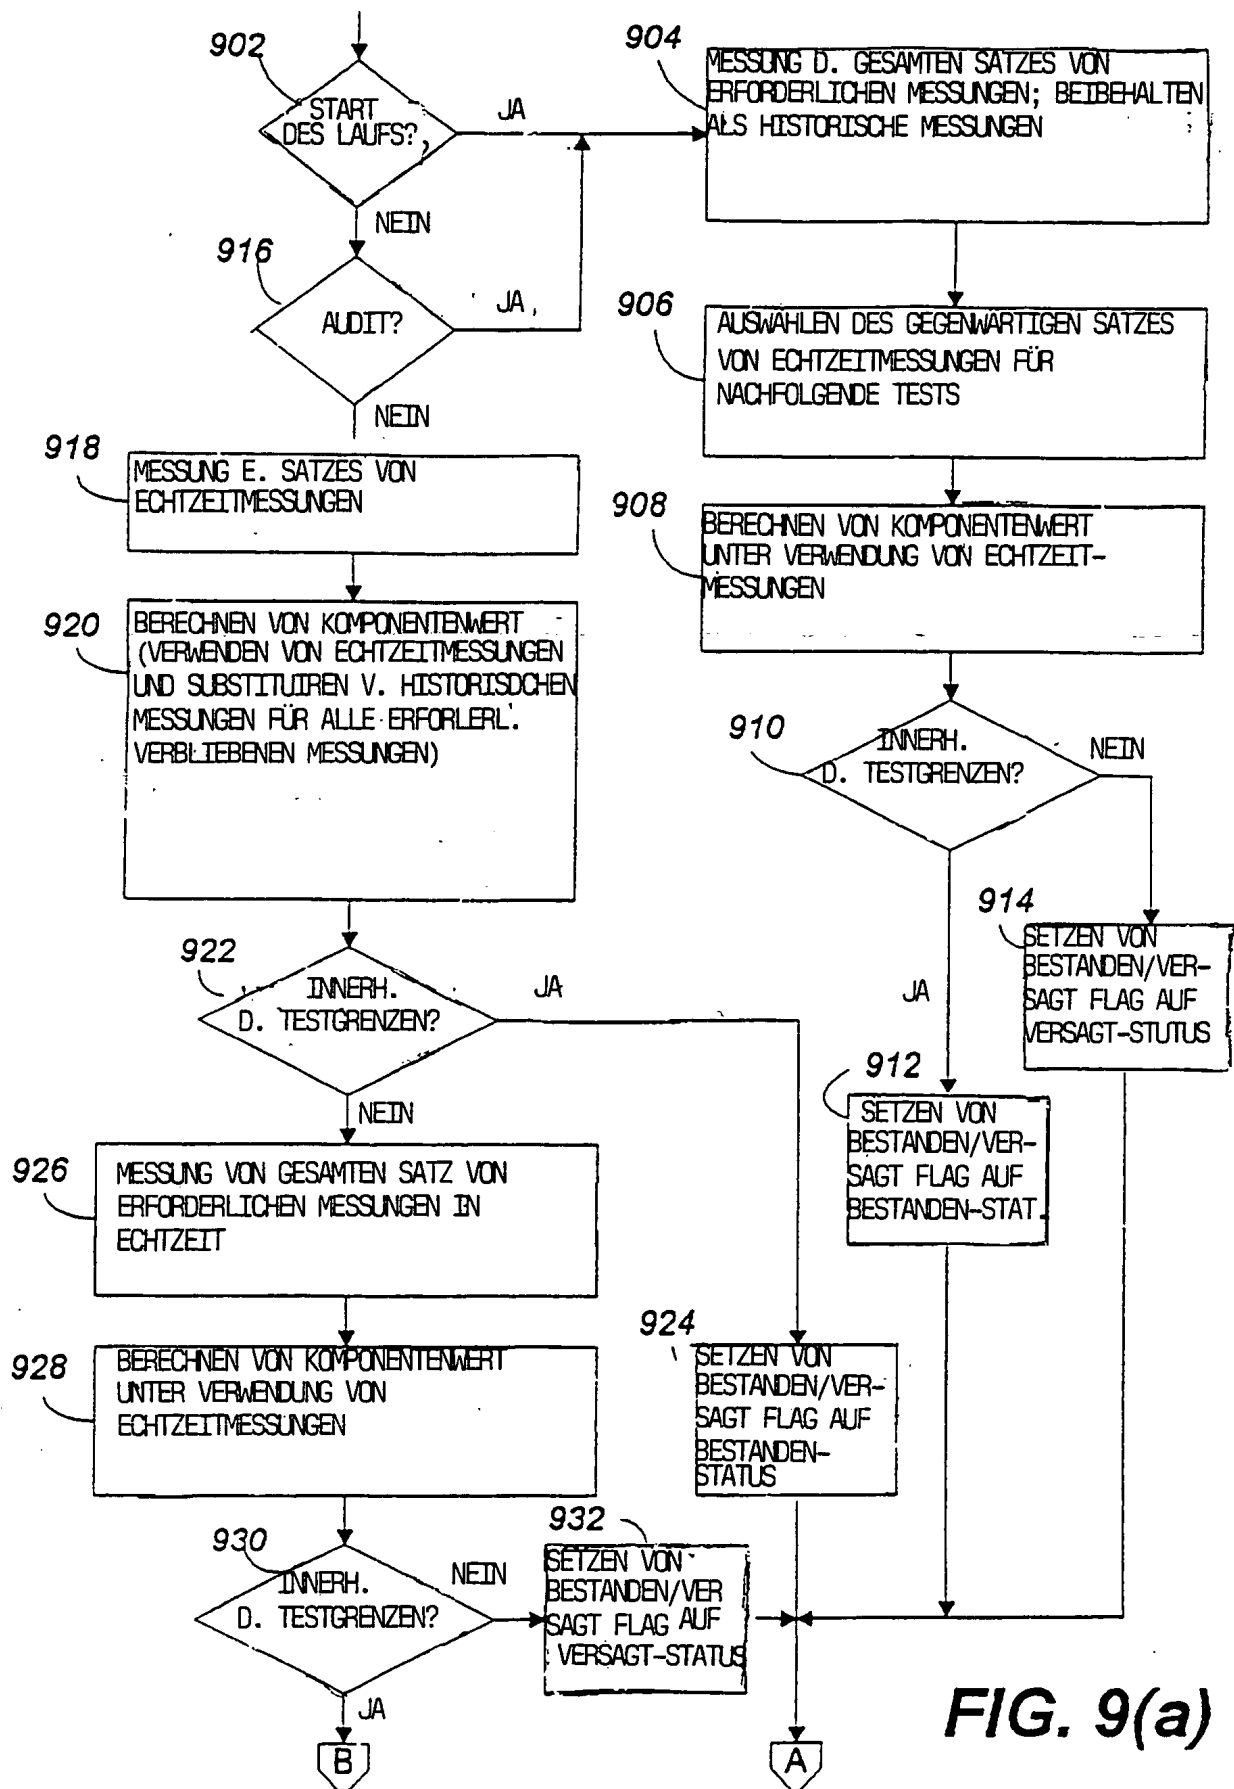 902
START
DES LAUFS?
JA
NEIN
904
MESSUNG D. GESAMTEN SATZES VON
ERFORDERLICHEN MESSUNGEN; BEIBEHALTEN
ALS HISTORISCHE MESSUNGEN
916
AUDIT?
JA
NEIN
906
AUSWAHLEN DES GEGENWARTIGEN SATZES
VON ECHTZEITMESSUNGEN FÜR
NACHFOLGENDE TESTS
918
MESSUNG E. SATZES VON
ECHTZEITMESSUNGEN
908
BERECHNEN VON KOMPONENTENWERT
UNTER VERWENDUNG VON ECHTZEIT-
MESSUNGEN
920
BERECHNEN VON KOMPONENTENWERT
(VERWENDEN VON ECHTZEITMESSUNGEN
UND SUBSTITUIREN V. HISTORISDCHEN
MESSUNGEN FÜR ALLE ERFORLERL.
VERBLIEBENEN MESSUNGEN)
910
INNERH.
D. TESTGRENZEN?
NEIN
JA
914
SETZEN VON
BESTANDEN/VER-
SAGT FLAG AUF
VERSAGT-STUTUS
922
INNERH.
D. TESTGRENZEN?
JA
NEIN
912
SETZEN VON
BESTANDEN/VER-
SAGT FLAG AUF
BESTANDEN-STAT.
926
MESSUNG VON GESAMTEN SATZ VON
ERFORDERLICHEN MESSUNGEN IN
ECHTZEIT
924
SETZEN VON
BESTANDEN/VER-
SAGT FLAG AUF
BESTANDEN-
STATUS
928
BERECHNEN VON KOMPONENTENWERT
UNTER VERWENDUNG VON
ECHTZEITMESSUNGEN
930
INNERH.
D. TESTGRENZEN?
NEIN
JA
932
SETZEN VON
BESTANDEN/VER
SAGT FLAG AUF
VERSAGT-STATUS
B
A
FIG. 9(a)